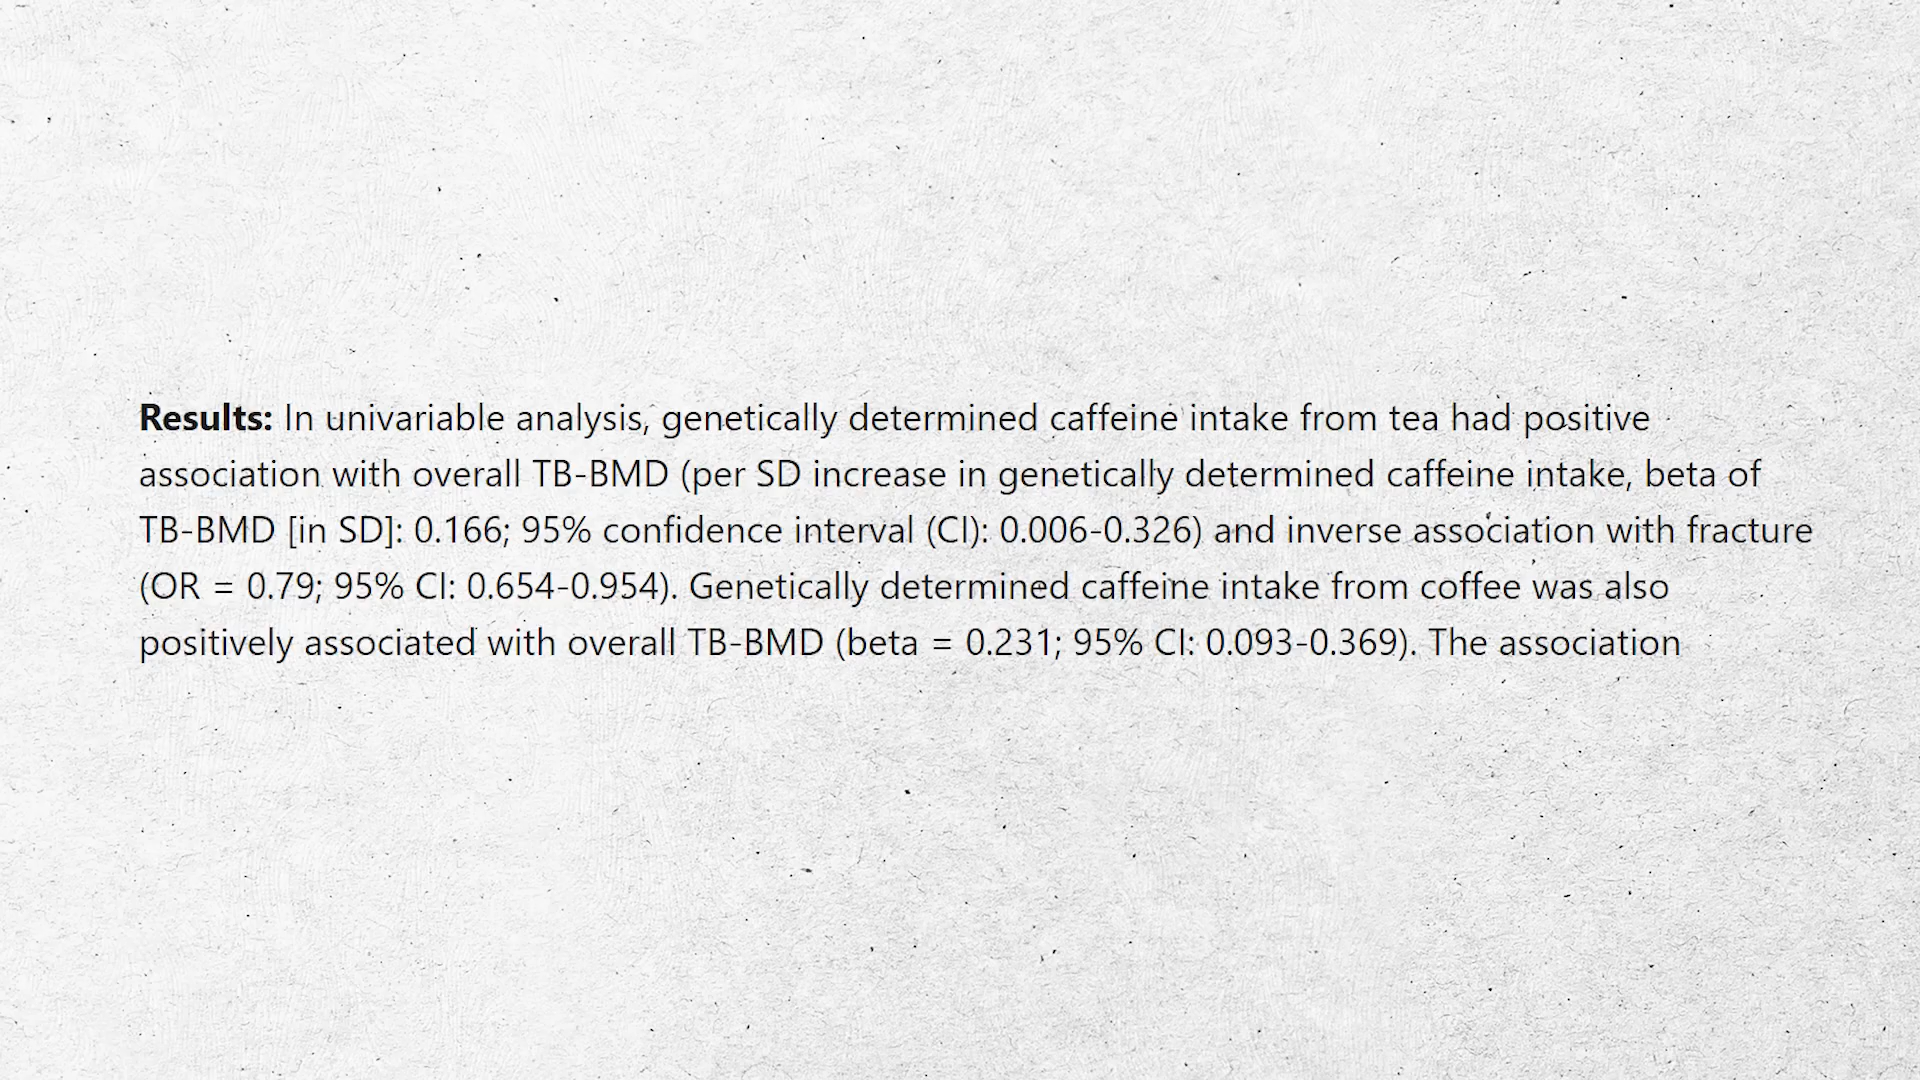 Results: In univariable analysis, genetically determined caffeine intake from tea had positive
association with overall TB-BMD (per SD increase in genetically determined caffeine intake, beta of
TB-BMD [in SD]: 0.166; 95% confidence interval (CI): 0.006-0.326) and inverse association with fracture
(OR = 0.79; 95% CI: 0.654-0.954). Genetically determined caffeine intake from coffee was also
positively associated with overall TB-BMD (beta = 0.231; 95% CI: 0.093-0.369). The association